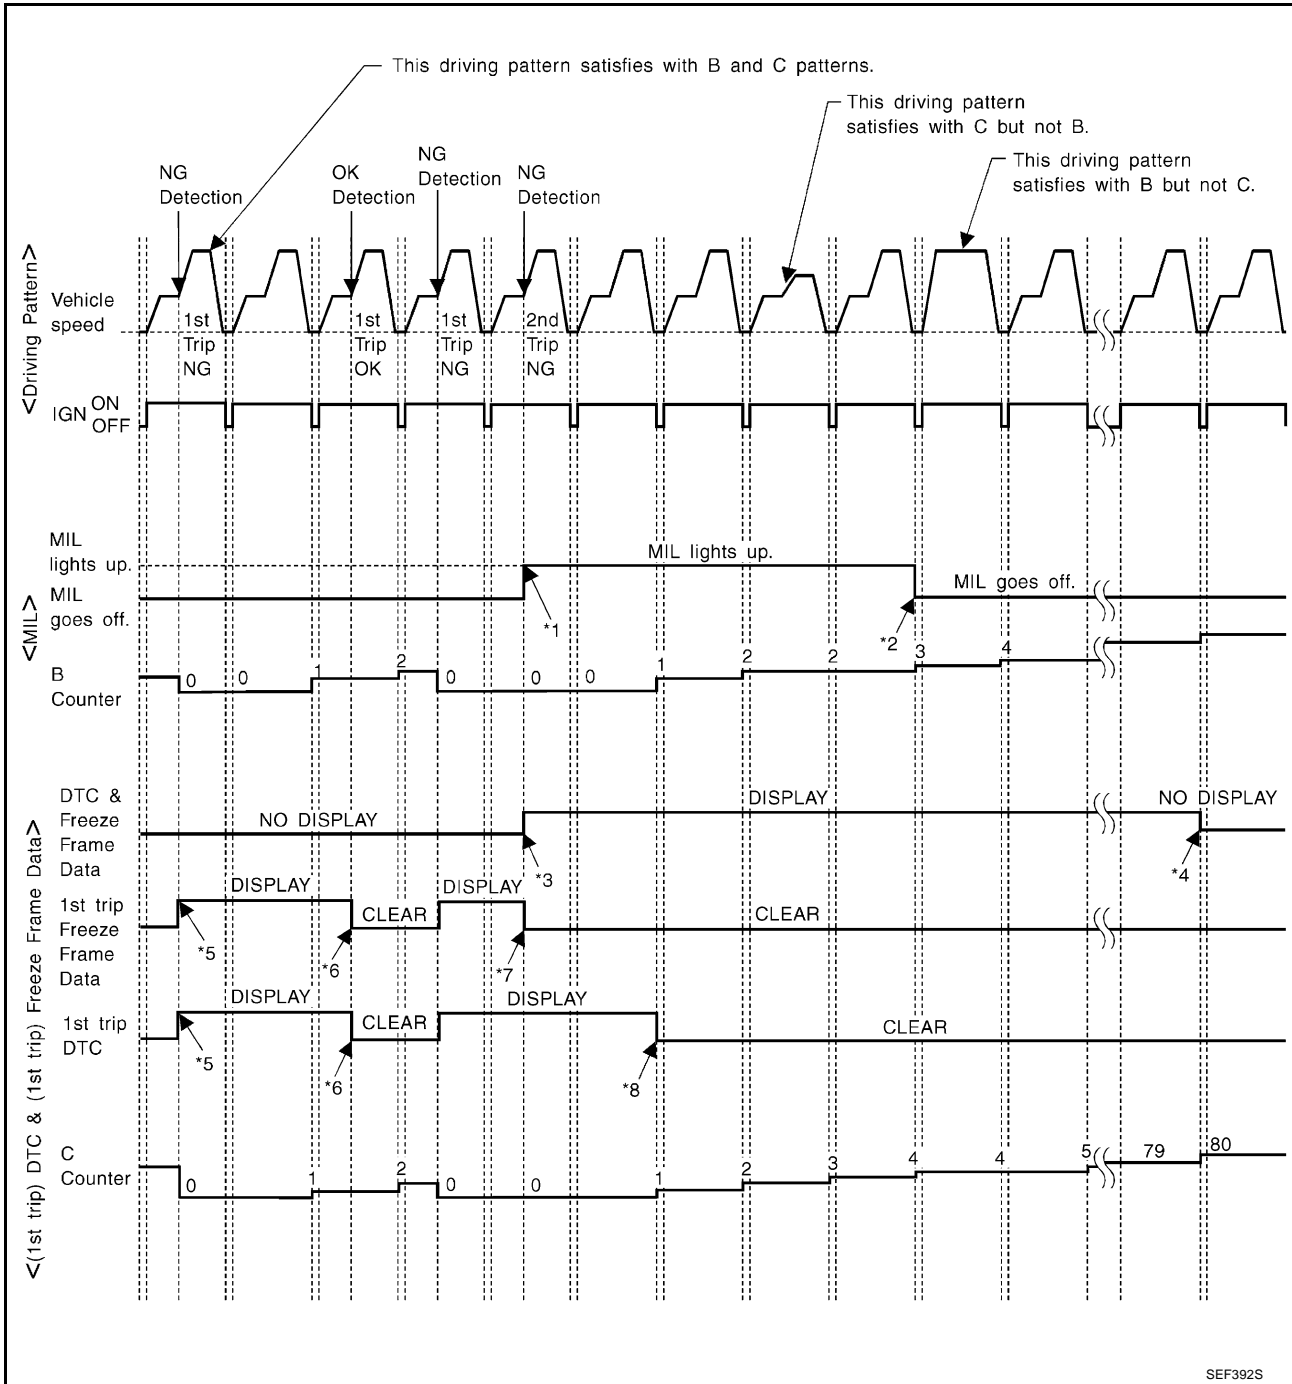 This driving pattern satisfies with B and C patterns.
This driving pattern
satisfies with C but not B.
This driving pattern
satisfies with B but not C.
NG
Detection
OK
Detection
NG
Detection
NG
Detection
<Driving Pattern>
Vehicle
speed
1st
Trip
NG
1st
Trip
OK
1st
Trip
NG
2nd
Trip
NG
IGN ON
OFF
<MIL>
MIL
lights up.
MIL lights up.
MIL
goes off.
MIL goes off.
*1
*2
B
Counter
0 0 1 2 0 0 0 1 2 2 3 4
<(1st trip) DTC & (1st trip) Freeze Frame Data>
DTC &
Freeze
Frame
Data
NO DISPLAY
DISPLAY
NO DISPLAY
*3
*4
1st trip
Freeze
Frame
Data
DISPLAY
CLEAR
DISPLAY
CLEAR
*5
*6
*7
1st trip
DTC
DISPLAY
CLEAR
DISPLAY
CLEAR
*5
*6
*8
C
Counter
0 1 2 0 0 1 2 3 4 4 5 79 80
SEF392S